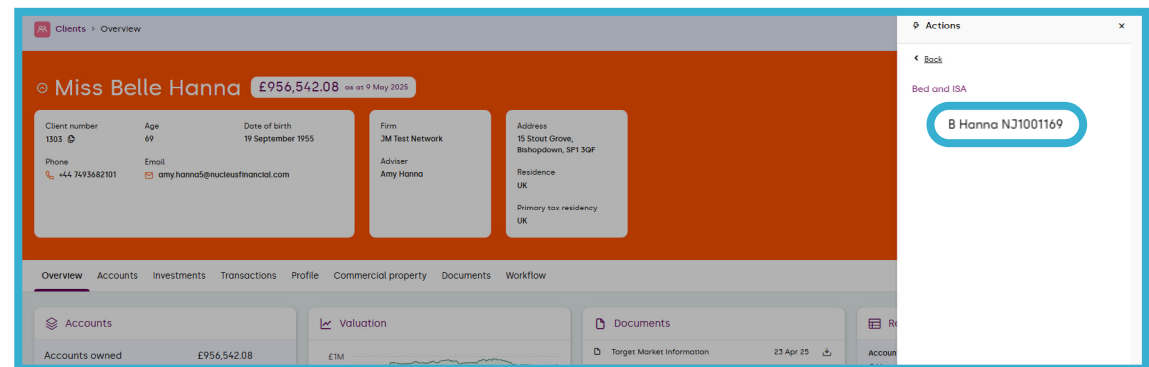 Clients > Overview
Miss Belle Hanna £956,542.08 as at 9 May 2025
Client number
1303
Age
69
Date of birth
19 September 1955
Phone
+44 7493682101
Email
amy.hanna5@nucleusfinancial.com
Firm
JM Test Network
Adviser
Amy Hanna
Address
15 Stout Grove,
Bishopdown, SP1 3QF
Residence
UK
Primary tax residency
UK
Overview Accounts Investments Transactions Profile Commercial property Documents Workflow
Accounts
Accounts owned £956,542.08
Valuation
£1M
Documents
Target Market Information 23 Apr 25
Re
Accoun
Actions ×
Back
Bed and ISA
B Hanna NJ1001169